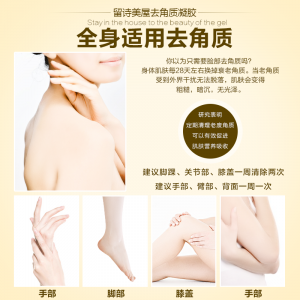 留诗美屋去角质凝胶
Stay in the house to the beauty of the gel
全身适用去角质
你以为只需要脸部去角质吗?
身体肌肤每28天左右换掉衰老角质。当老角质
受到外界干扰无法脱落，肌肤会变得
粗糙，暗沉，无光泽。
研究表明
定期清理老废角质
可以有效促进
肌肤营养吸收
建议脚踝、关节部、膝盖一周清除两次
建议手部、臂部、背面一周一次
手部
脚部
膝盖
手部